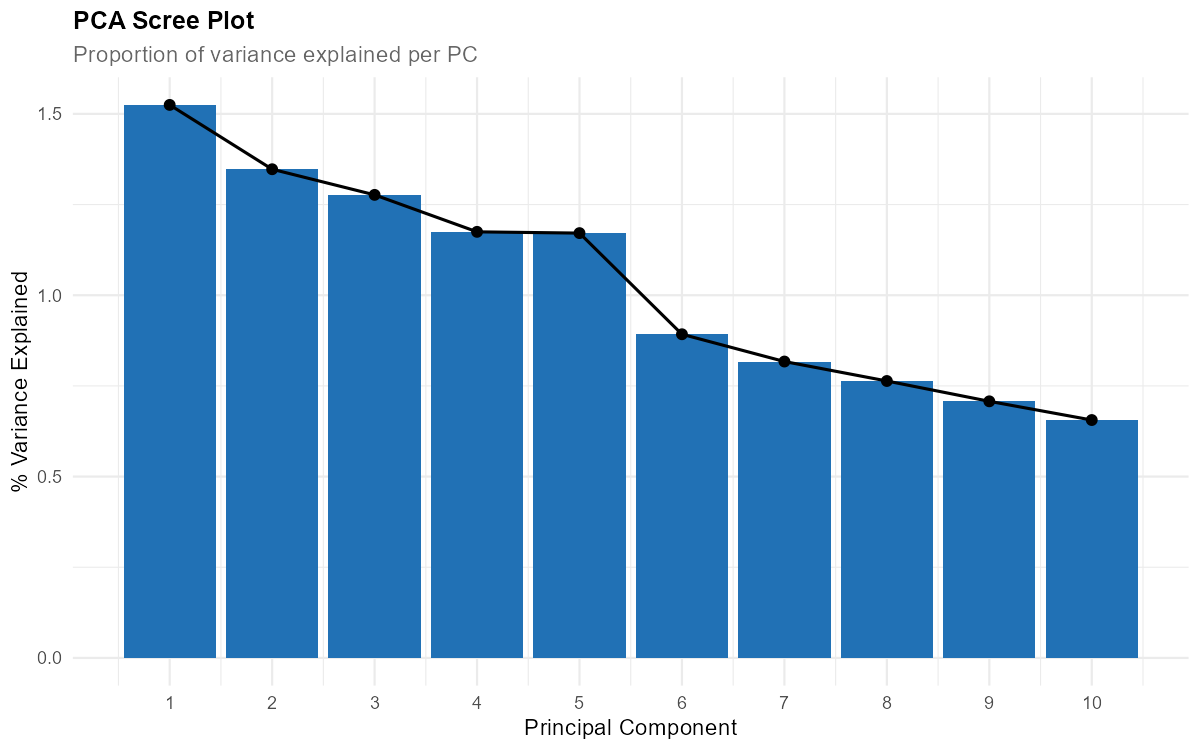 PCA Scree Plot
Proportion of variance explained per PC
% Variance Explained
1.5
1.0
0.5
0.0
1 2 3 4 5 6 7 8 9 10
Principal Component